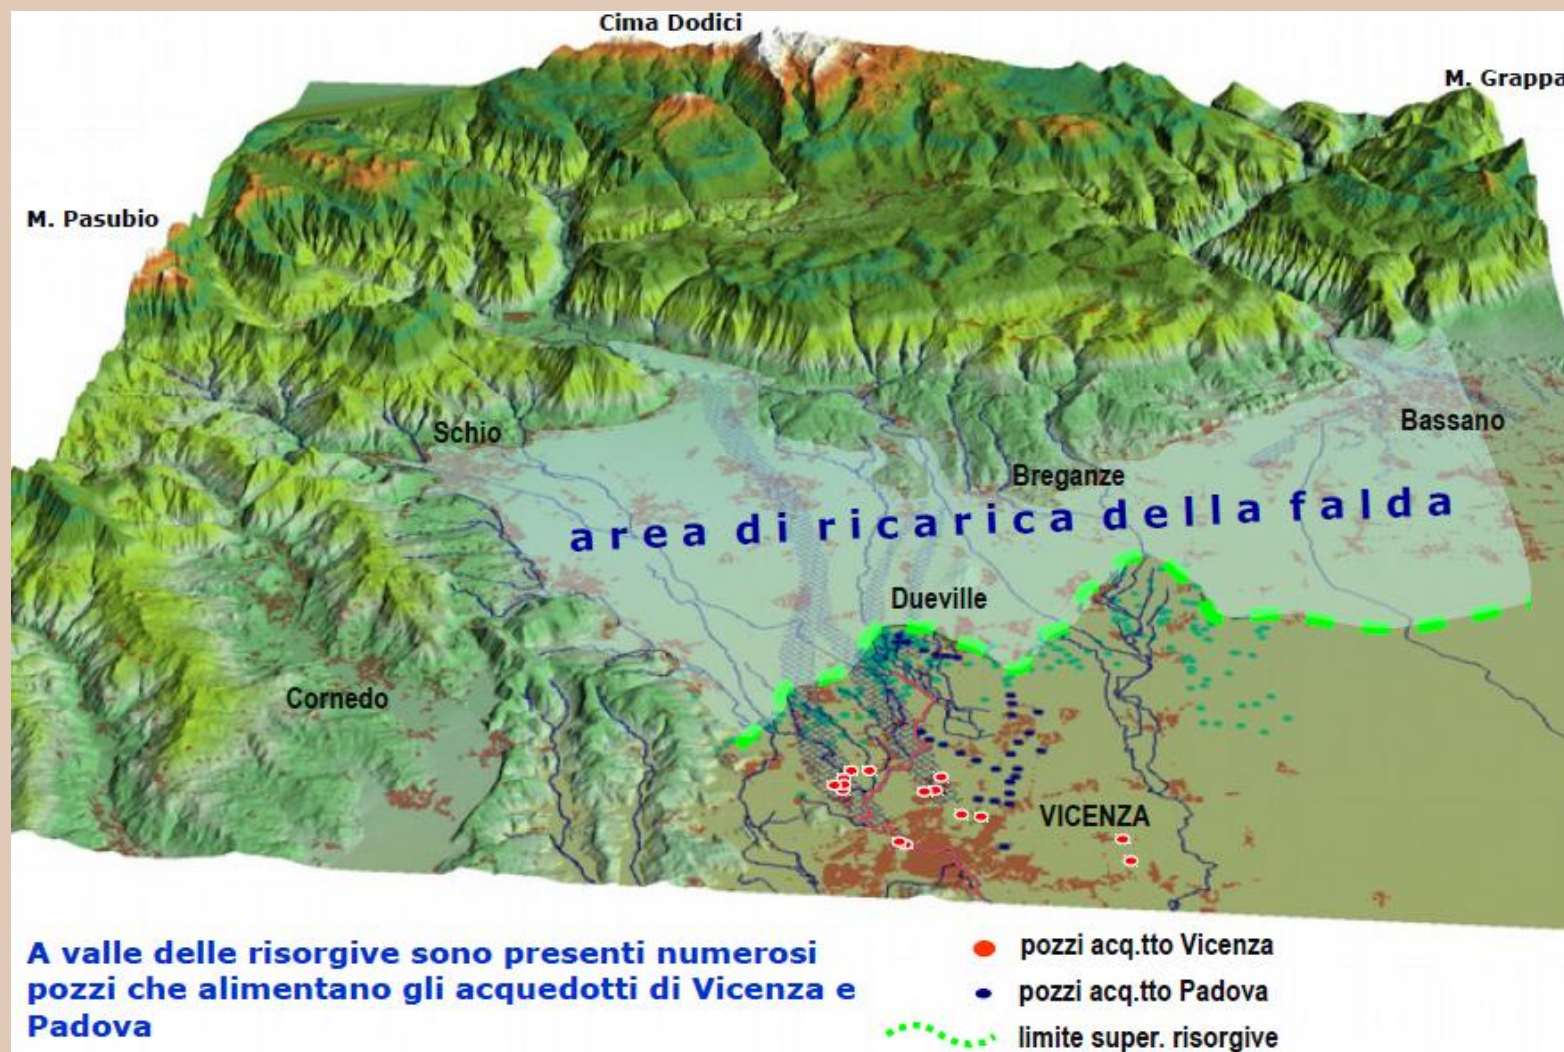 Cima Dodici
M. Grappa
M. Pasubio
Schio
Bassano
Breganze
area di ricarica della falda
Dueville
Cornedo
VICENZA
A valle delle risorgive sono presenti numerosi
pozzi che alimentano gli acquedotti di Vicenza e
Padova
pozzi acq.tto Vicenza
pozzi acq.tto Padova
limite super. risorgive